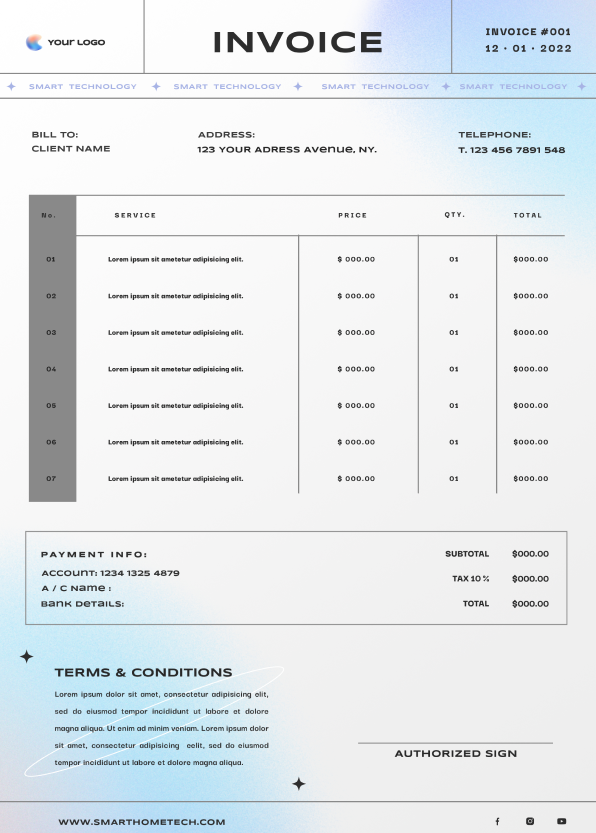 YOUR LOGO
INVOICE
INVOICE #001
12 • 01 • 2022
SMART TECHNOLOGY SMART TECHNOLOGY SMART TECHNOLOGY SMART TECHNOLOGY
BILL TO:
CLIENT NAME
ADDRESS:
123 YOUR ADRESS AVenue, NY.
TELEPHONE:
T. 123 456 7891 548
No. SERVICE PRICE QTY. TOTAL
01 Lorem ipsum sit ametetur adipisicing elit. $ 000.00 01 $000.00
02 Lorem ipsum sit ametetur adipisicing elit. $ 000.00 01 $000.00
03 Lorem ipsum sit ametetur adipisicing elit. $ 000.00 01 $000.00
04 Lorem ipsum sit ametetur adipisicing elit. $ 000.00 01 $000.00
05 Lorem ipsum sit ametetur adipisicing elit. $ 000.00 01 $000.00
06 Lorem ipsum sit ametetur adipisicing elit. $ 000.00 01 $000.00
07 Lorem ipsum sit ametetur adipisicing elit. $ 000.00 01 $000.00
PAYMENT INFO:
ACCOUNT: 1234 1325 4879
A / C Name :
Bank Details:
SUBTOTAL $000.00
TAX 10 % $000.00
TOTAL $000.00
TERMS & CONDITIONS
Lorem ipsum dolor sit amet, consectetur adipisicing elit,
sed do eiusmod tempor incididunt ut labore et dolore
magna aliqua. Ut enim ad minim veniam. Lorem ipsum dolor
sit amet, consectetur adipisicing eelit, sed do eiusmod
tempor incididunt ut labore et dolore magna aliqua.
AUTHORIZED SIGN
WWW.SMARTHOMETECH.COM